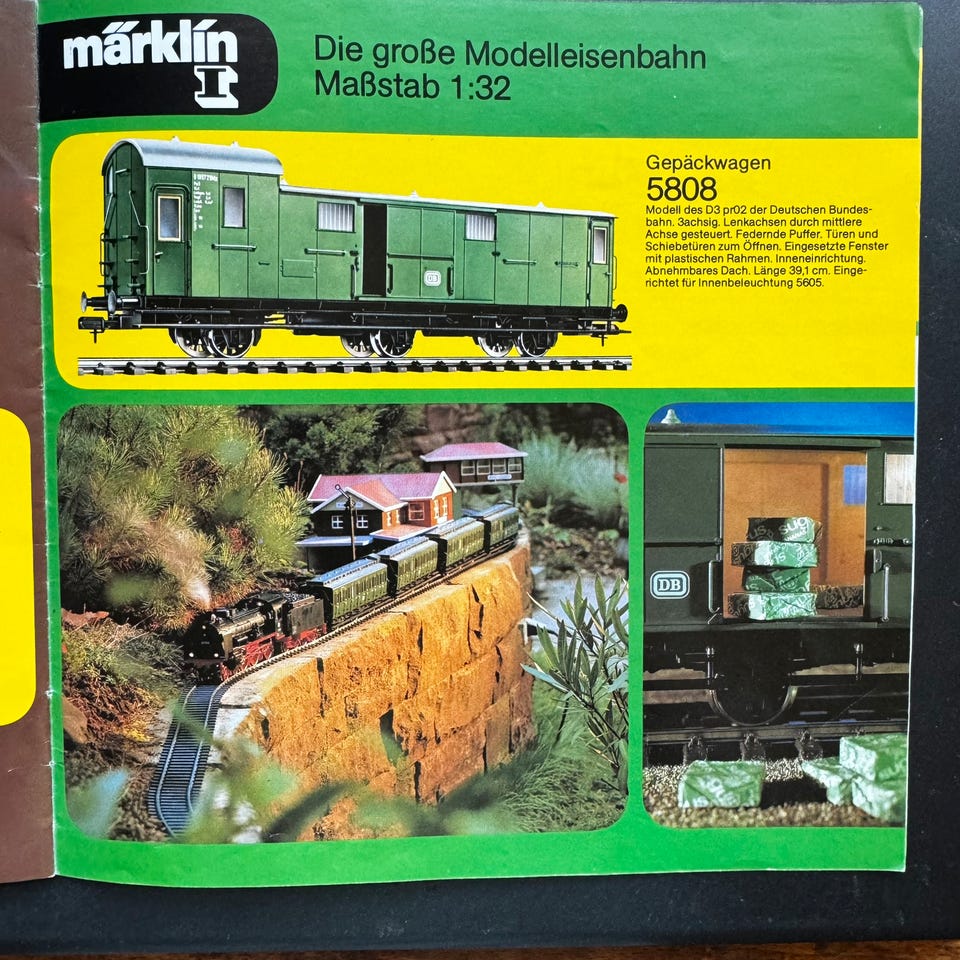 märklin
I
Die große Modelleisenbahn
Maßstab 1:32
Gepäckwagen
5808
Modell des D3 pr02 der Deutschen Bundes-
bahn. 3achsig. Lenkachsen durch mittlere
Achse gesteuert. Federnde Puffer. Türen und
Schiebetüren zum Öffnen. Eingesetzte Fenster
mit plastischen Rahmen. Inneneinrichtung.
Abnehmbares Dach. Länge 39,1 cm. Einge-
richtet für Innenbeleuchtung 5605.
DB
DB